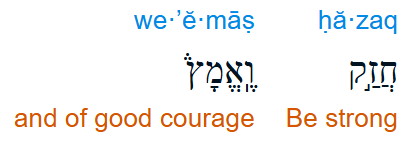 we·’ĕ·māṣ ḥă·zaq
חֲזַ֣ק וֶֽאֱמָץ֒
and of good courage Be strong